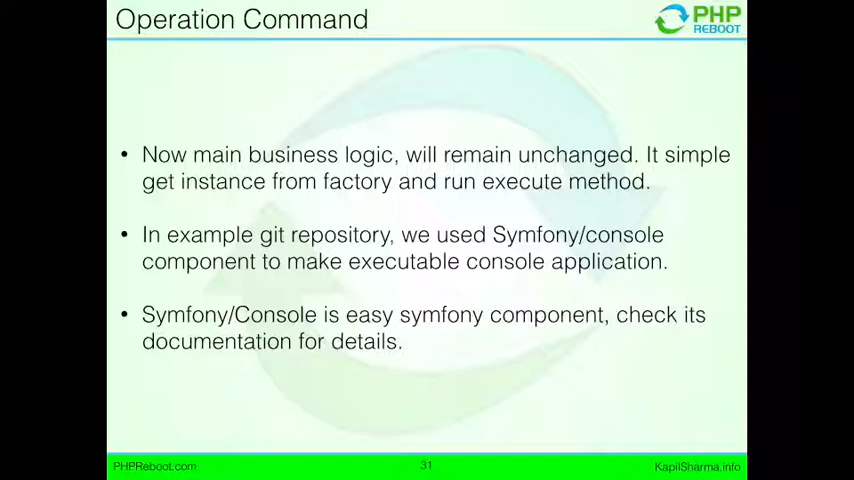 Operation Command
PHP
REBOOT
• Now main business logic, will remain unchanged. It simple
get instance from factory and run execute method.
• In example git repository, we used Symfony/console
component to make executable console application.
• Symfony/Console is easy symfony component, check its
documentation for details.
PHPReboot.com
31
KapilSharma.info